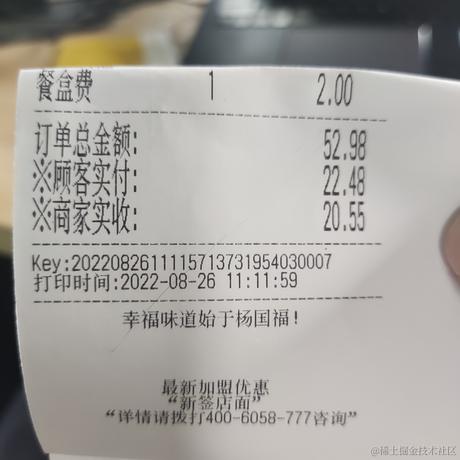 餐盒费 1 2.00
订单总金额: 52.98
※顾客实付: 22.48
※商家实收: 20.55
Key:20220826111115713731954030007
打印时间:2022-08-26 11:11:59
幸福味道始于杨国福!
最新加盟优惠
“新签店面”
“详情请拨打400-6058-777咨询”
@稀土掘金技术社区